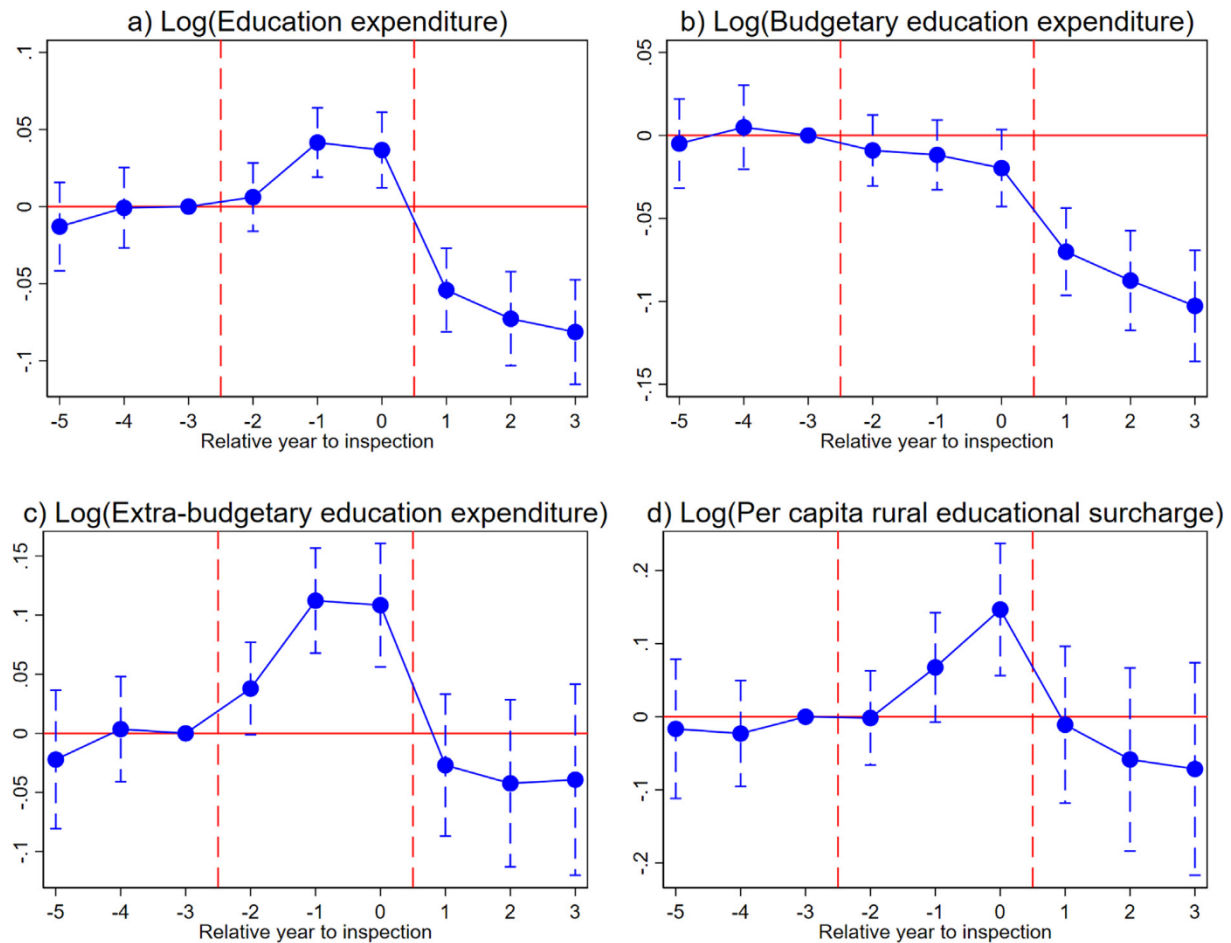 a) Log(Education expenditure)
.1
.05
0
-.05
-.1
-5 -4 -3 -2 -1 0 1 2 3
Relative year to inspection
b) Log(Budgetary education expenditure)
.05
0
-.05
-.1
-.15
-5 -4 -3 -2 -1 0 1 2 3
Relative year to inspection
c) Log(Extra-budgetary education expenditure)
.15
.1
.05
0
-.05
-.1
-5 -4 -3 -2 -1 0 1 2 3
Relative year to inspection
d) Log(Per capita rural educational surcharge)
.2
.1
0
-.1
-.2
-5 -4 -3 -2 -1 0 1 2 3
Relative year to inspection